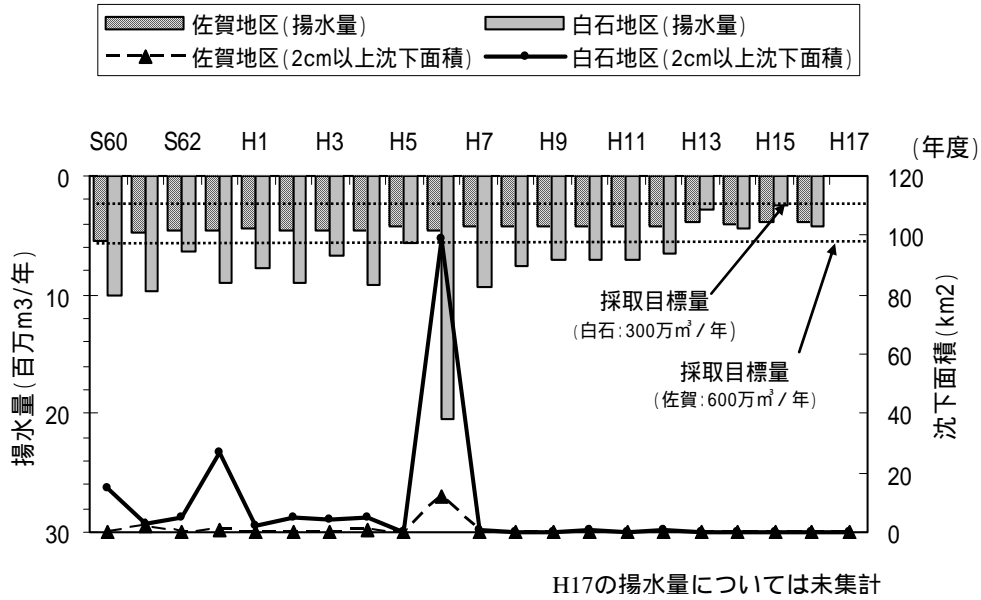 佐賀地区(揚水量) 白石地区(揚水量)
佐賀地区(2cm以上沈下面積) 白石地区(2cm以上沈下面積)
S60 S62 H1 H3 H5 H7 H9 H11 H13 H15 H17 (年度)
揚水量(百万m3/年)
0
10
20
30
120
100
80
60
40
20
0
沈下面積(km2)
採取目標量
(白石:300万㎥/年)
採取目標量
(佐賀:600万㎥/年)
H17の揚水量については未集計